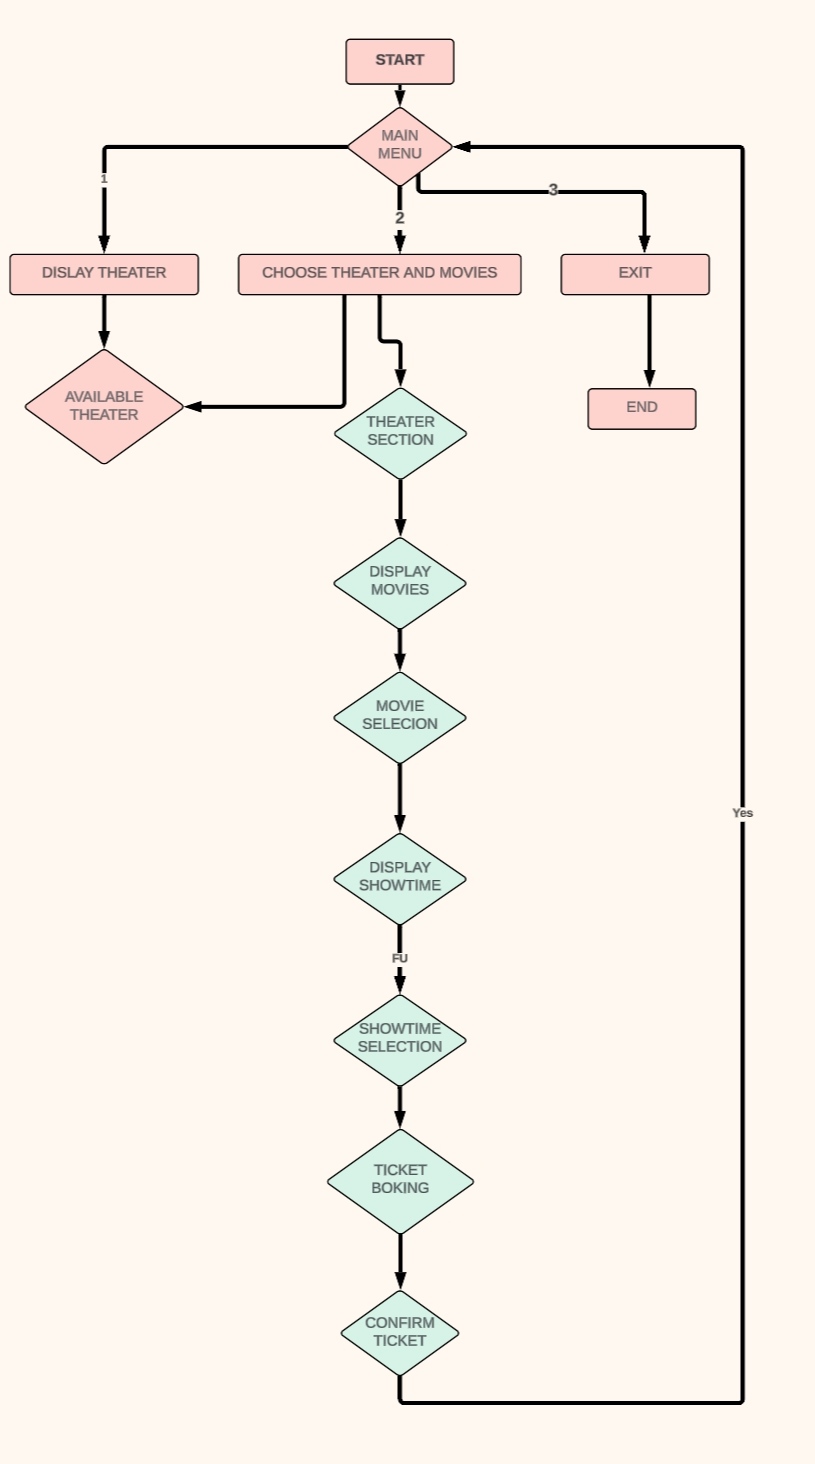 START
MAIN
MENU
1
2
3
DISLAY THEATER
CHOOSE THEATER AND MOVIES
EXIT
AVAILABLE
THEATER
END
THEATER
SECTION
DISPLAY
MOVIES
MOVIE
SELECION
Yes
DISPLAY
SHOWTIME
FU
SHOWTIME
SELECTION
TICKET
BOKING
CONFIRM
TICKET